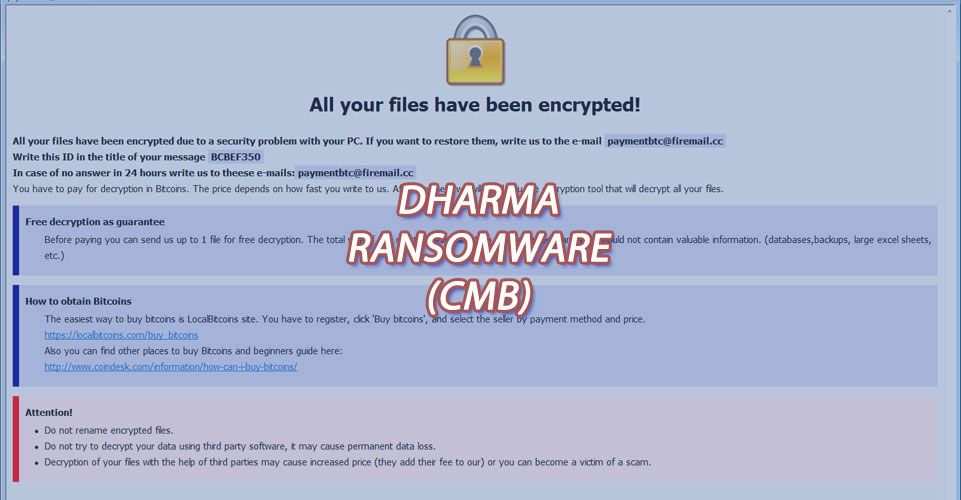 All your files have been encrypted!
All your files have been encrypted due to a security problem with your PC. If you want to restore them, write us to the e-mail paymentbtc@firemail.cc
Write this ID in the title of your message BCBEF350
In case of no answer in 24 hours write us to theese e-mails: paymentbtc@firemail.cc
You have to pay for decryption in Bitcoins. The price depends on how fast you write to us. decryption tool that will decrypt all your files.
DHARMA
RANSOMWARE
(CMB)
Free decryption as guarantee
Before paying you can send us up to 1 file for free decryption. The total should not contain valuable information. (databases,backups, large excel sheets,
etc.)
How to obtain Bitcoins
The easiest way to buy bitcoins is LocalBitcoins site. You have to register, click 'Buy bitcoins', and select the seller by payment method and price.
https://localbitcoins.com/buy_bitcoins
Also you can find other places to buy Bitcoins and beginners guide here:
http://www.coindesk.com/information/how-can-i-buy-bitcoins/
Attention!
Do not rename encrypted files.
Do not try to decrypt your data using third party software, it may cause permanent data loss.
Decryption of your files with the help of third parties may cause increased price (they add their fee to our) or you can become a victim of a scam.